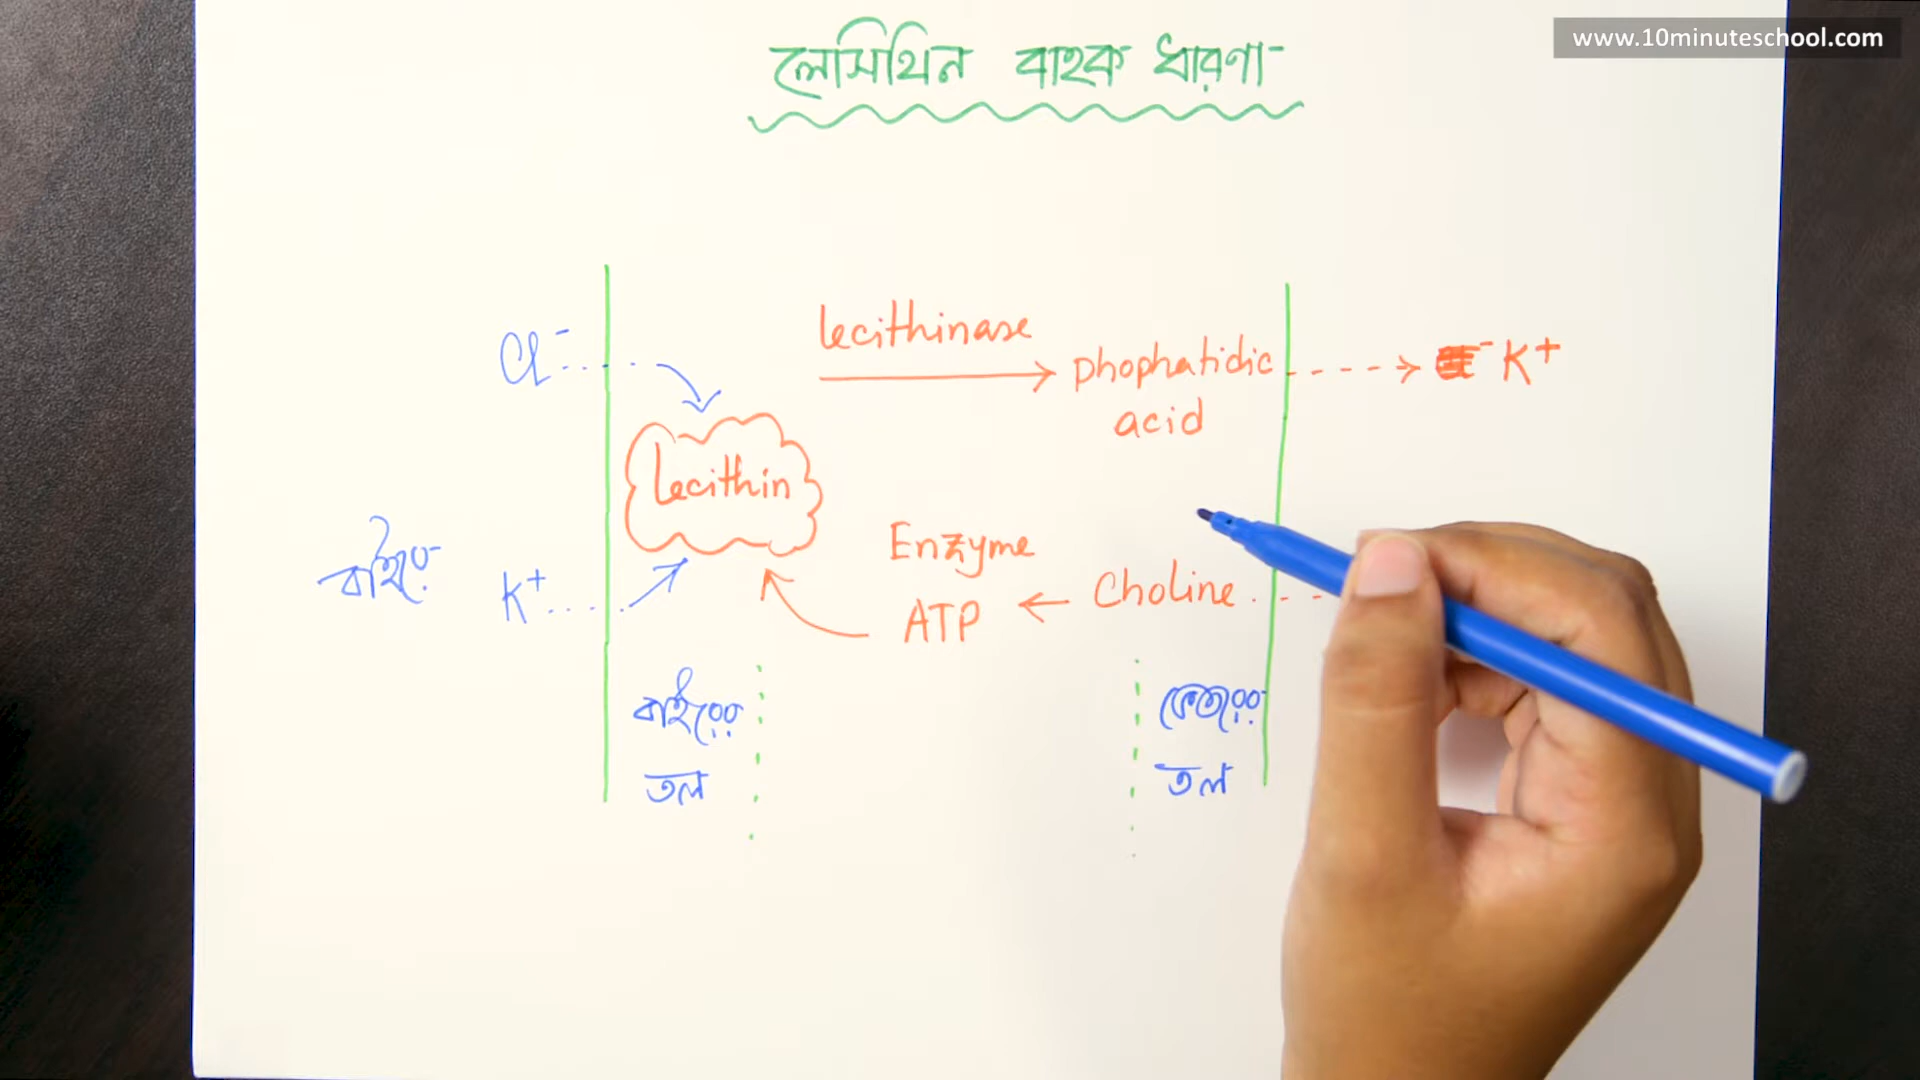 www.10minuteschool.com
লেসিথিন বাহক ধারণা
lecithinase
Cl⁻
phophatidic
acid
K⁺
Lecithin
Enzyme
ATP
Choline
বাইরে
K⁺
বাইরের
তল
ভেতরের
তল